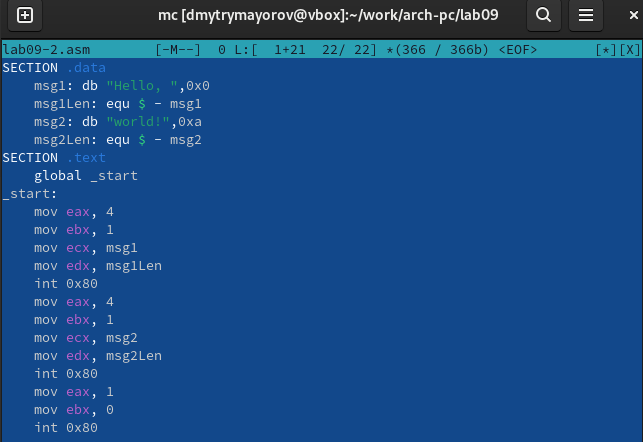 mc [dmytrymayorov@vbox]:~/work/arch-pc/lab09
lab09-2.asm [-M--] 0 L:[ 1+21 22/ 22] *(366 / 366b) <EOF> [*][X]
SECTION .data
    msg1: db "Hello, ",0x0
    msg1Len: equ $ - msg1
    msg2: db "world!",0xa
    msg2Len: equ $ - msg2
SECTION .text
    global _start
_start:
    mov eax, 4
    mov ebx, 1
    mov ecx, msg1
    mov edx, msg1Len
    int 0x80
    mov eax, 4
    mov ebx, 1
    mov ecx, msg2
    mov edx, msg2Len
    int 0x80
    mov eax, 1
    mov ebx, 0
    int 0x80